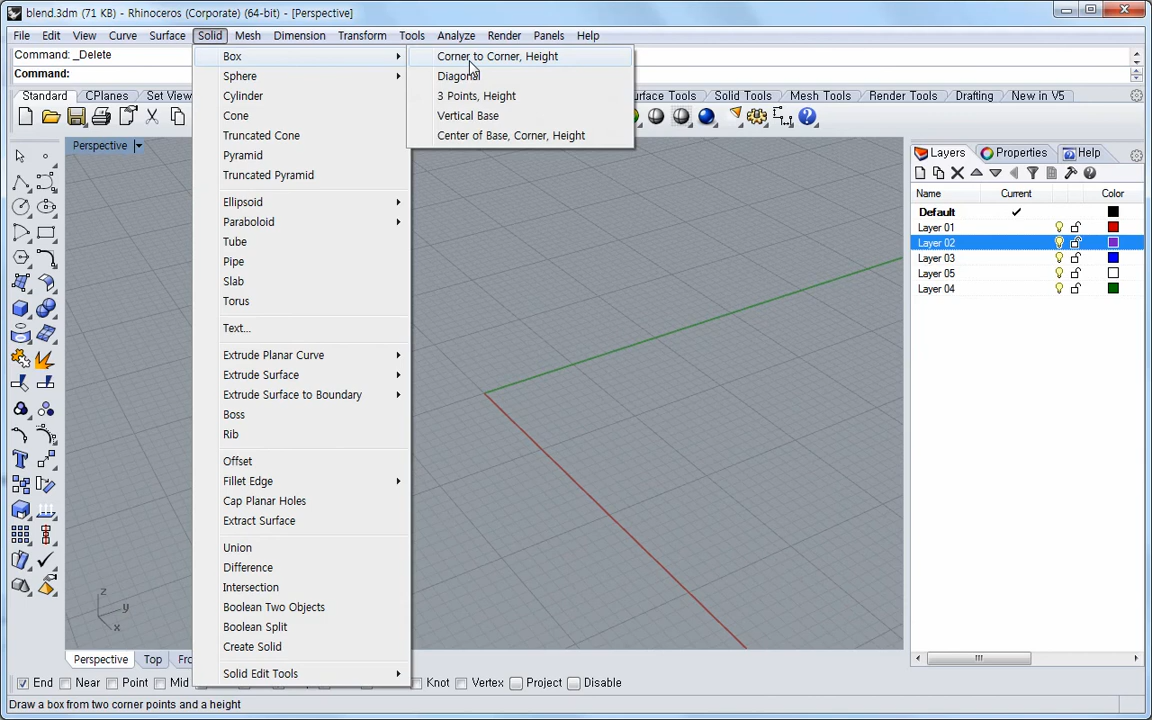 blend.3dm (71 KB) - Rhinoceros (Corporate) (64-bit) - [Perspective]
File Edit View Curve Surface Solid Mesh Dimension Transform Tools Analyze Render Panels Help
Command: _Delete
Command:
Standard CPlanes Set View Surface Tools Solid Tools Mesh Tools Render Tools Drafting New in V5
Box
Corner to Corner, Height
Sphere
Diagonal
Cylinder
3 Points, Height
Cone
Vertical Base
Truncated Cone
Center of Base, Corner, Height
Pyramid
Truncated Pyramid
Ellipsoid
Paraboloid
Tube
Pipe
Slab
Torus
Text...
Extrude Planar Curve
Extrude Surface
Extrude Surface to Boundary
Boss
Rib
Offset
Fillet Edge
Cap Planar Holes
Extract Surface
Union
Difference
Intersection
Boolean Two Objects
Boolean Split
Create Solid
Solid Edit Tools
Perspective
z
y
x
Layers Properties Help
Name Current Color
Default
Layer 01
Layer 02
Layer 03
Layer 05
Layer 04
Perspective Top
End Near Point Mid Knot Vertex Project Disable
Draw a box from two corner points and a height